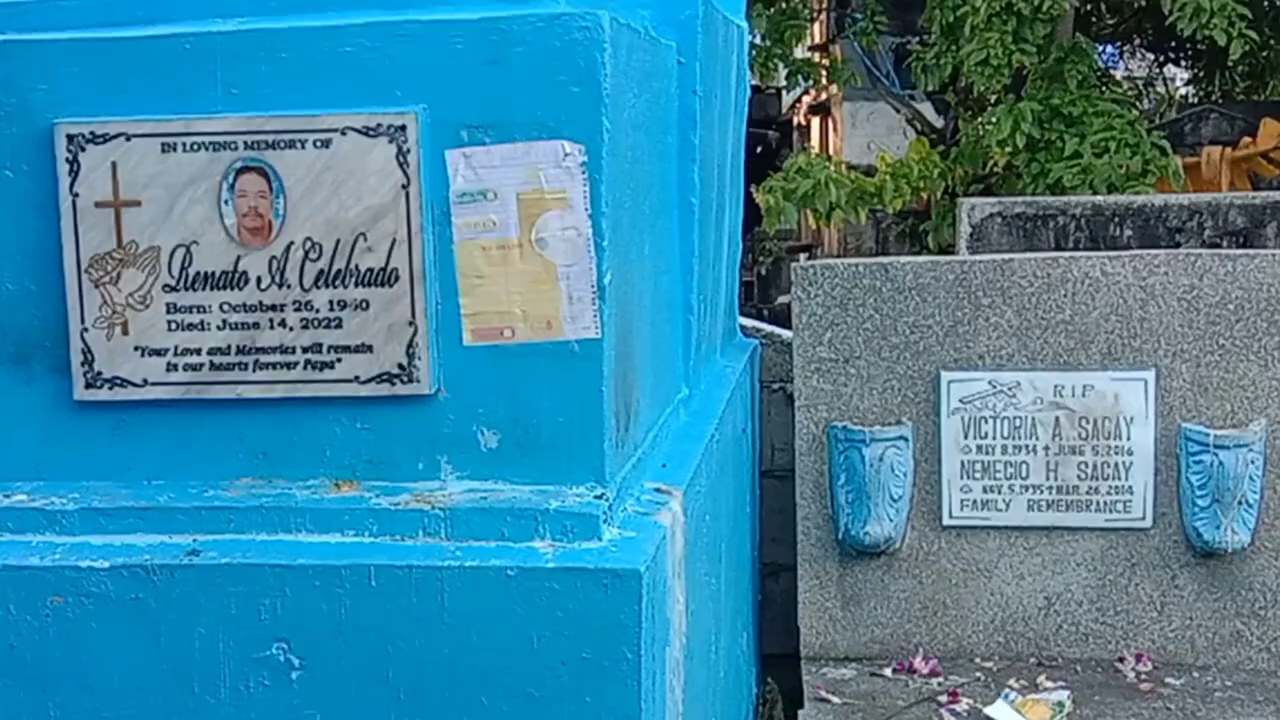 IN LOVING MEMORY OF
Renato A. Celebrado
Born: October 26, 1960
Died: June 14, 2022
"Your Love and Memories will remain
in our hearts forever Papa"
R.I.P
VICTORIA A. SAGAY
MAY 8, 1934 † JUNE 5, 2016
NEMECIO H. SAGAY
NOV. 5, 1935 † MAR. 26, 2014
FAMILY REMEMBRANCE